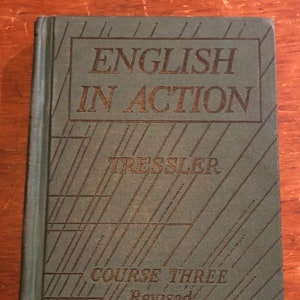 ENGLISH
IN ACTION
TRESSLER
COURSE THREE
Revised